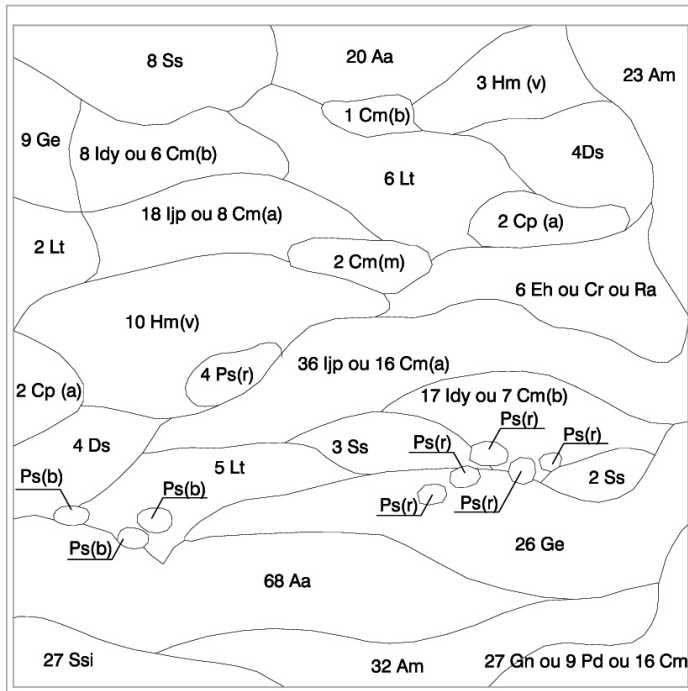 8 Ss
20 Aa
3 Hm (v)
23 Am
1 Cm(b)
9 Ge
8 Idy ou 6 Cm(b)
4Ds
6 Lt
18 Ijp ou 8 Cm(a)
2 Cp (a)
2 Lt
2 Cm(m)
6 Eh ou Cr ou Ra
10 Hm(v)
36 Ijp ou 16 Cm(a)
4 Ps(r)
2 Cp (a)
17 Idy ou 7 Cm(b)
4 Ds
3 Ss
Ps(r)
Ps(r)
Ps(r)
5 Lt
2 Ss
Ps(b)
Ps(b)
Ps(r)
Ps(r)
Ps(b)
26 Ge
68 Aa
27 Ssi
32 Am
27 Gn ou 9 Pd ou 16 Cm